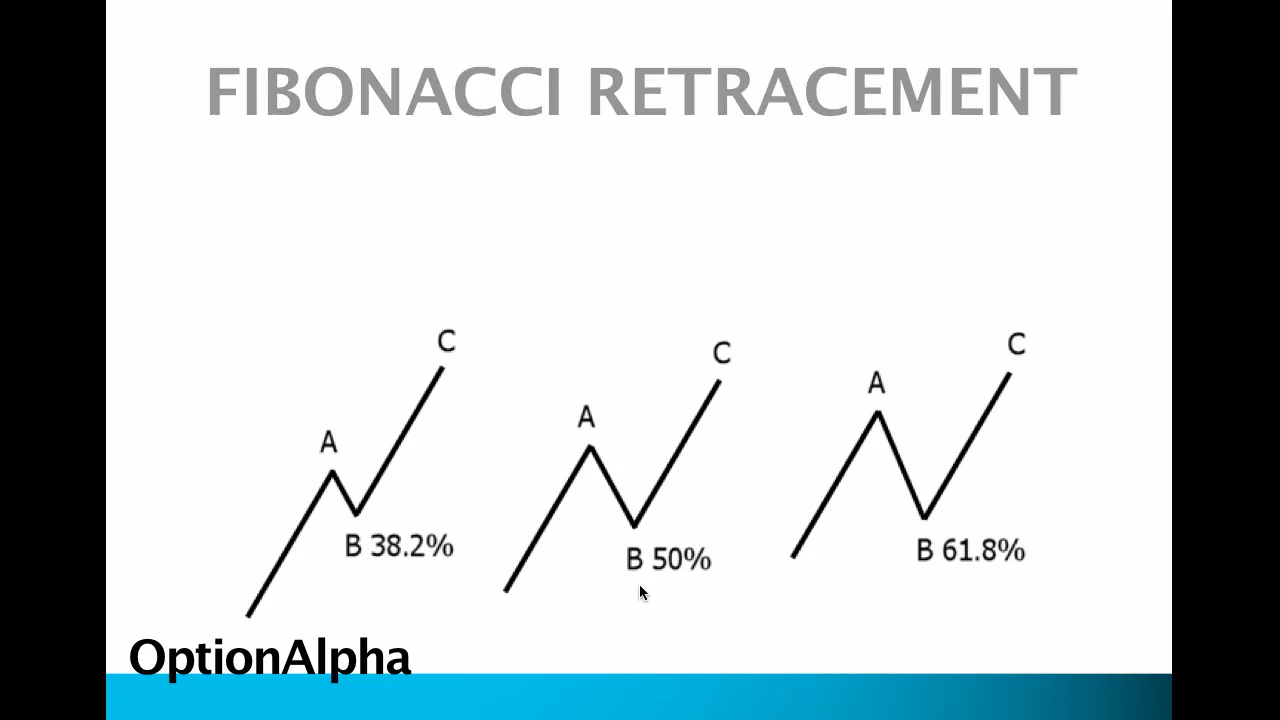 FIBONACCI RETRACEMENT
C
A
B 38.2%
C
A
B 50%
C
A
B 61.8%
OptionAlpha